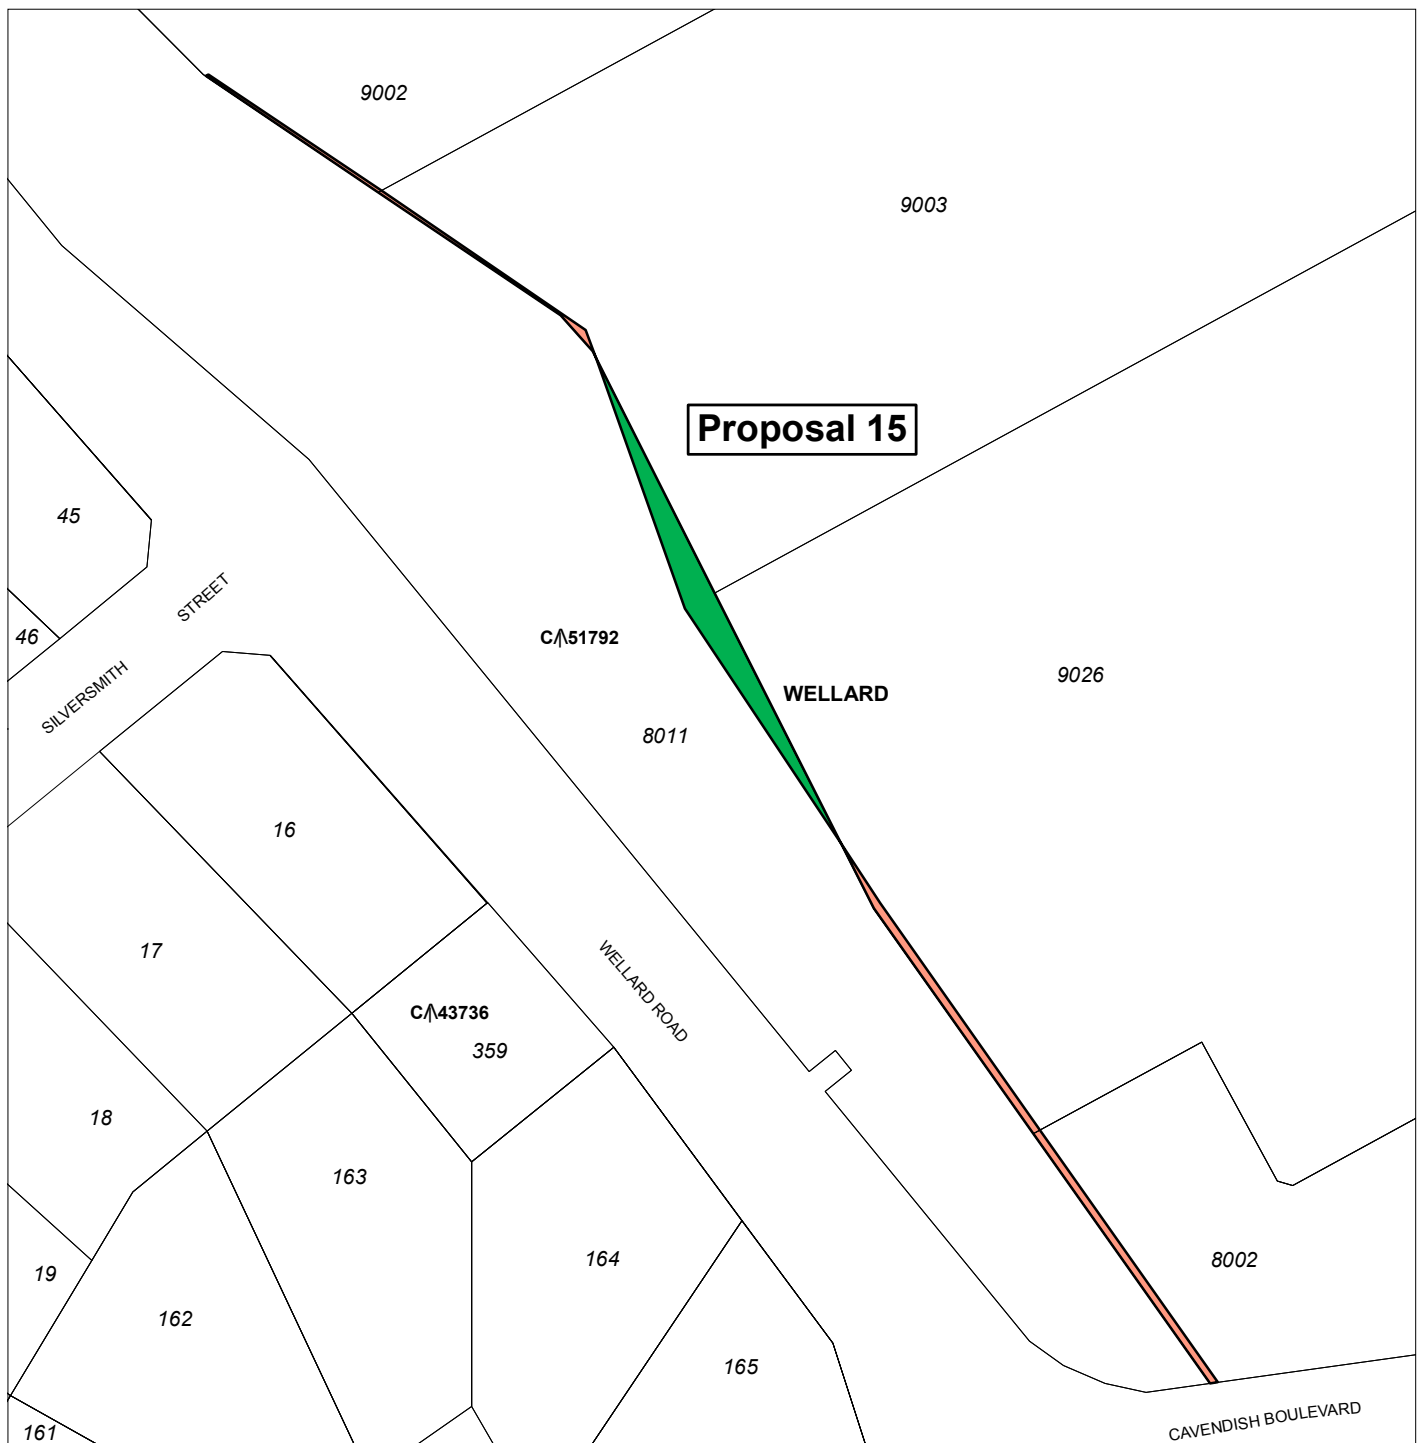 9002
9003
Proposal 15
45
STREET
46
C 51792
SILVERSMITH
9026
WELLARD
8011
16
17
WELLARD ROAD
C 43736
359
18
163
164
8002
19
162
165
CAVENDISH BOULEVARD
161